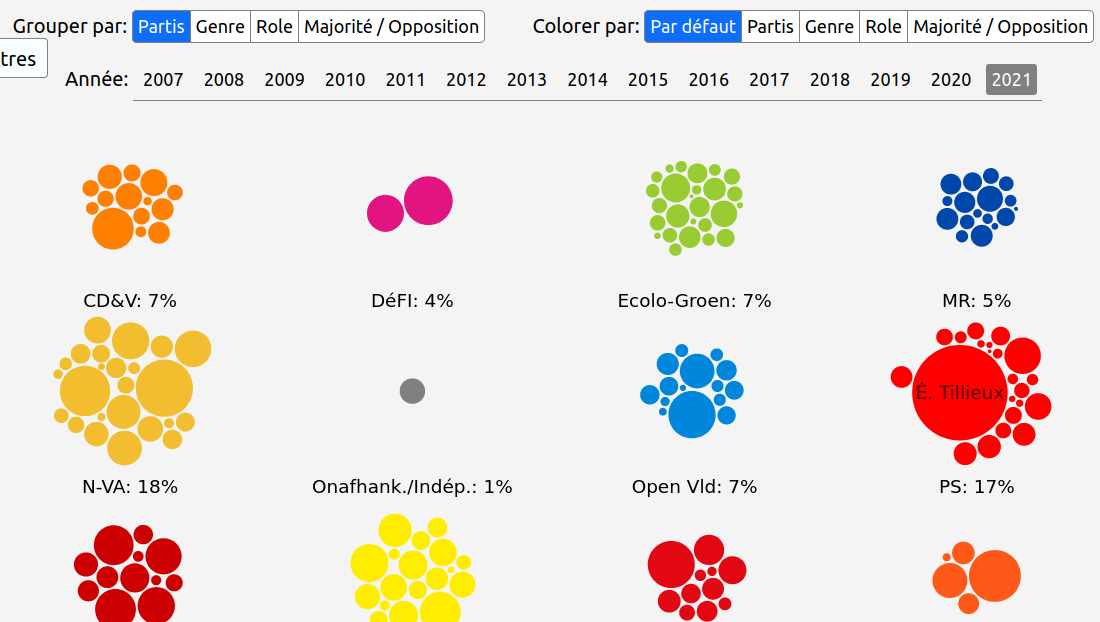 Grouper par: Partis Genre Role Majorité / Opposition Colorer par: Par défaut Partis Genre Role Majorité / Opposition
tres
Année: 2007 2008 2009 2010 2011 2012 2013 2014 2015 2016 2017 2018 2019 2020 2021
CD&V: 7% DéFI: 4% Ecolo-Groen: 7% MR: 5%
É. Tillieux
N-VA: 18% Onafhank./Indép.: 1% Open Vld: 7% PS: 17%